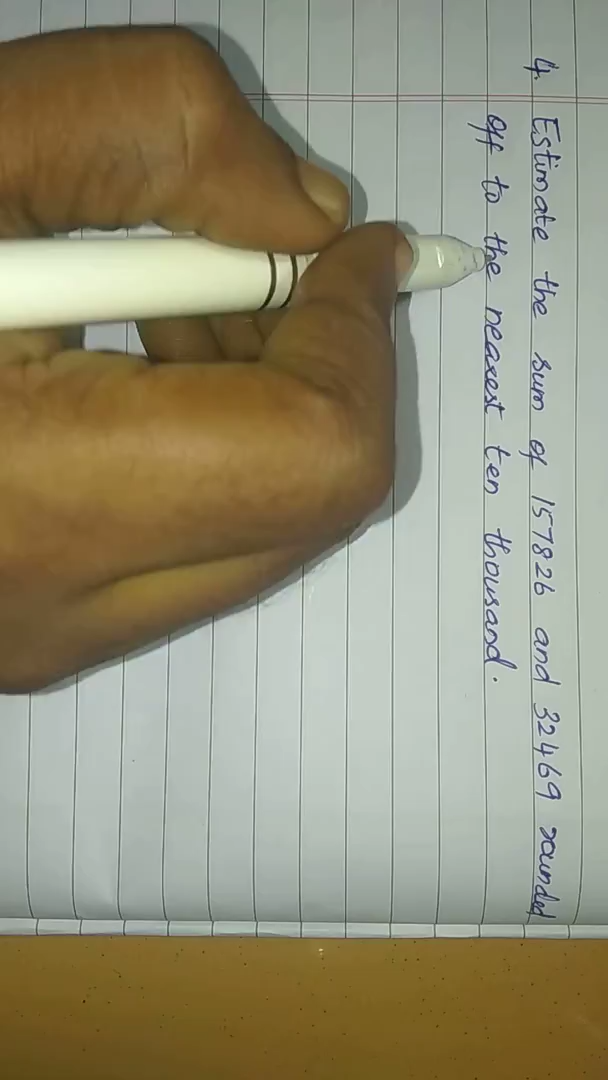 4. Estimate the sum of 157826 and 32469 rounded
off to the nearest ten thousand.